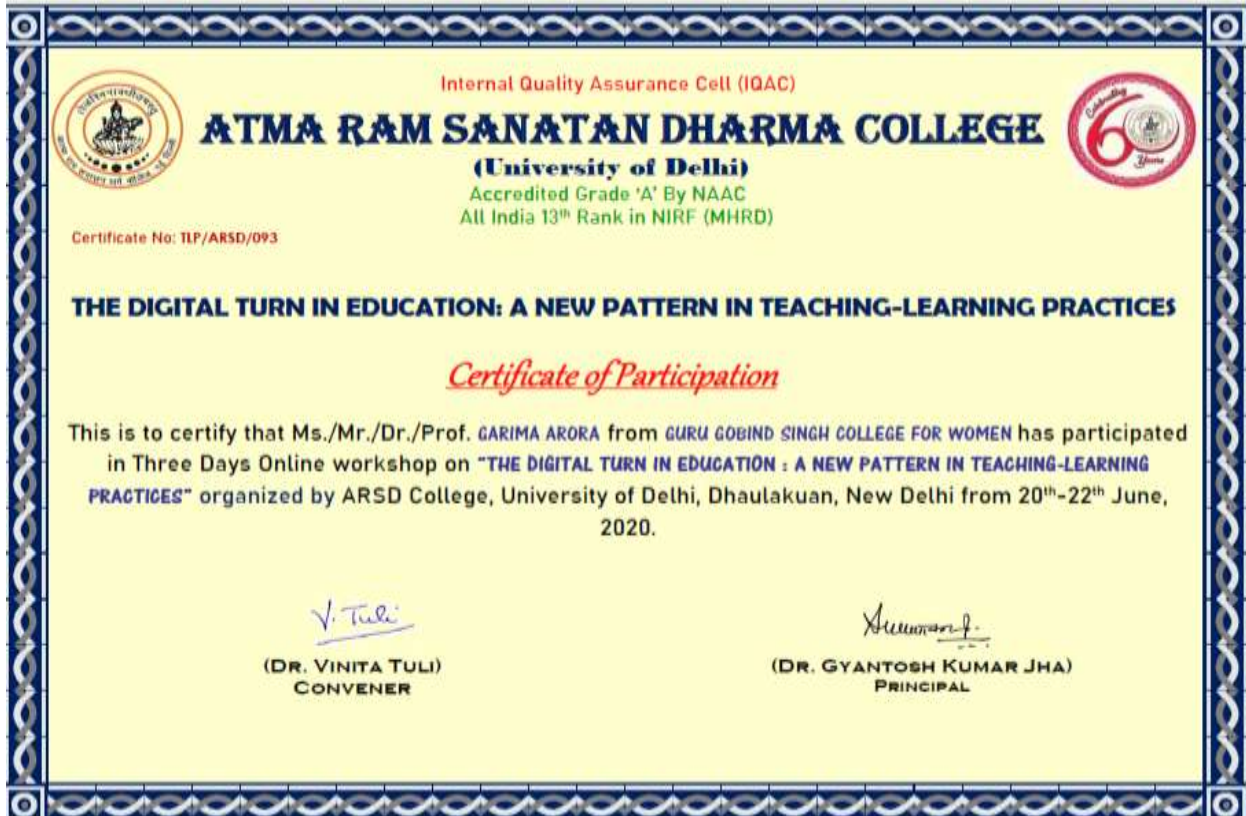 Internal Quality Assurance Cell (IQAC)
ATMA RAM SANATAN DHARMA COLLEGE
(University of Delhi)
Accredited Grade 'A' By NAAC
All India 13th Rank in NIRF (MHRD)
Celebrating
60
Years
Certificate No: TLP/ARSD/093
THE DIGITAL TURN IN EDUCATION: A NEW PATTERN IN TEACHING-LEARNING PRACTICES
Certificate of Participation
This is to certify that Ms./Mr./Dr./Prof. GARIMA ARORA from GURU GOBIND SINGH COLLEGE FOR WOMEN has participated
in Three Days Online workshop on "THE DIGITAL TURN IN EDUCATION : A NEW PATTERN IN TEACHING-LEARNING
PRACTICES" organized by ARSD College, University of Delhi, Dhaulakuan, New Delhi from 20th-22th June,
2020.
V. Tuli
(DR. VINITA TULI)
CONVENER
(DR. GYANTOSH KUMAR JHA)
PRINCIPAL